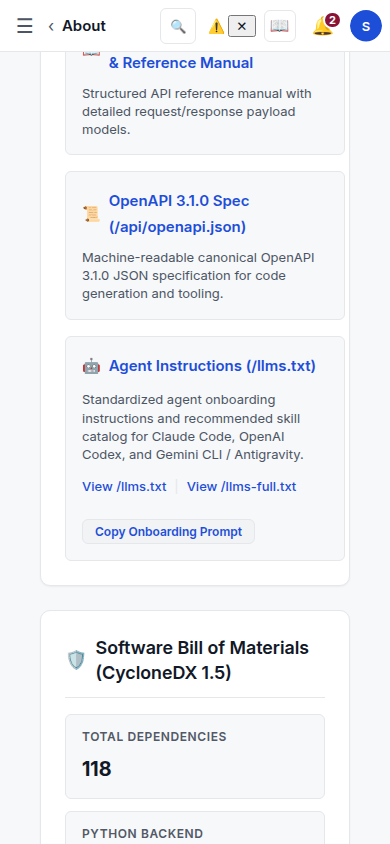 About
2
S
& Reference Manual
Structured API reference manual with
detailed request/response payload
models.
OpenAPI 3.1.0 Spec
(/api/openapi.json)
Machine-readable canonical OpenAPI
3.1.0 JSON specification for code
generation and tooling.
Agent Instructions (/llms.txt)
Standardized agent onboarding
instructions and recommended skill
catalog for Claude Code, OpenAI
Codex, and Gemini CLI / Antigravity.
View /llms.txt | View /llms-full.txt
Copy Onboarding Prompt
Software Bill of Materials
(CycloneDX 1.5)
TOTAL DEPENDENCIES
118
PYTHON BACKEND